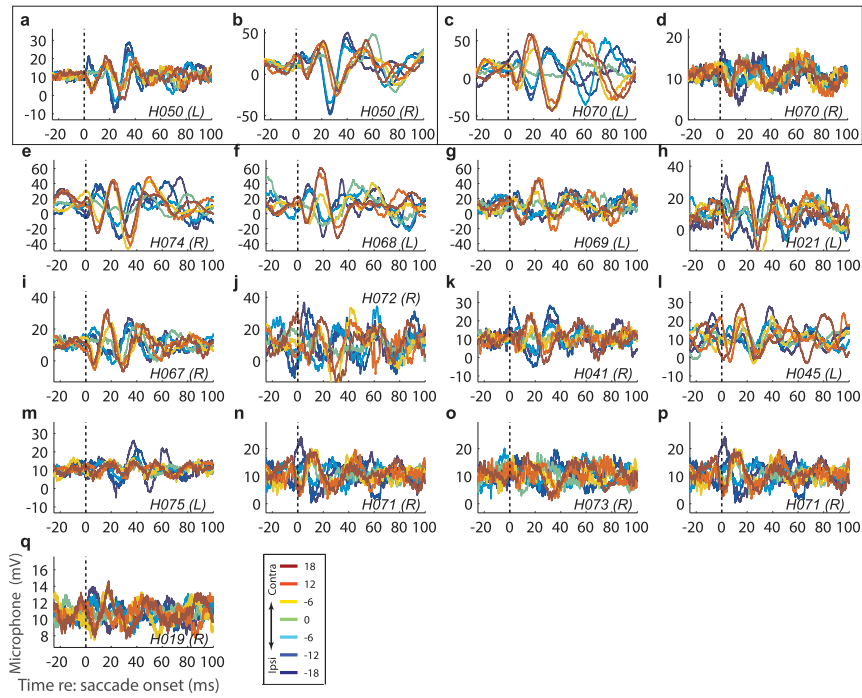 a
b
c
d
30
20
10
0
-10
-20 0 20 40 60 80 100
H050 (L)
50
0
-50
-20 0 20 40 60 80 100
H050 (R)
50
0
-50
-20 0 20 40 60 80 100
H070 (L)
20
10
0
-20 0 20 40 60 80 100
H070 (R)
e
f
g
h
60
40
20
0
-20
-40
-20 0 20 40 60 80 100
H074 (R)
60
40
20
0
-20
-40
-20 0 20 40 60 80 100
H068 (L)
60
40
20
0
-20
-40
-20 0 20 40 60 80 100
H069 (L)
40
20
0
-20 0 20 40 60 80 100
H021 (L)
i
j
k
l
40
20
0
-20 0 20 40 60 80 100
H067 (R)
40
20
0
-20 0 20 40 60 80 100
H072 (R)
30
20
10
0
-10
-20 0 20 40 60 80 100
H041 (R)
30
20
10
0
-10
-20 0 20 40 60 80 100
H045 (L)
m
n
o
p
30
20
10
0
-10
-20 0 20 40 60 80 100
H075 (L)
20
10
0
-20 0 20 40 60 80 100
H071 (R)
20
10
0
-20 0 20 40 60 80 100
H073 (R)
20
10
0
-20 0 20 40 60 80 100
H071 (R)
q
16
14
12
10
8
-20 0 20 40 60 80 100
H019 (R)
Microphone (mV)
Time re: saccade onset (ms)
Contra
Ipsi
18
12
-6
0
-6
-12
-18